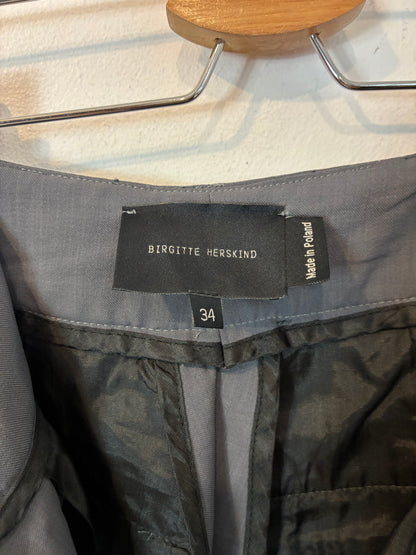 BIRGITTE HERSKIND
Made in Poland
34